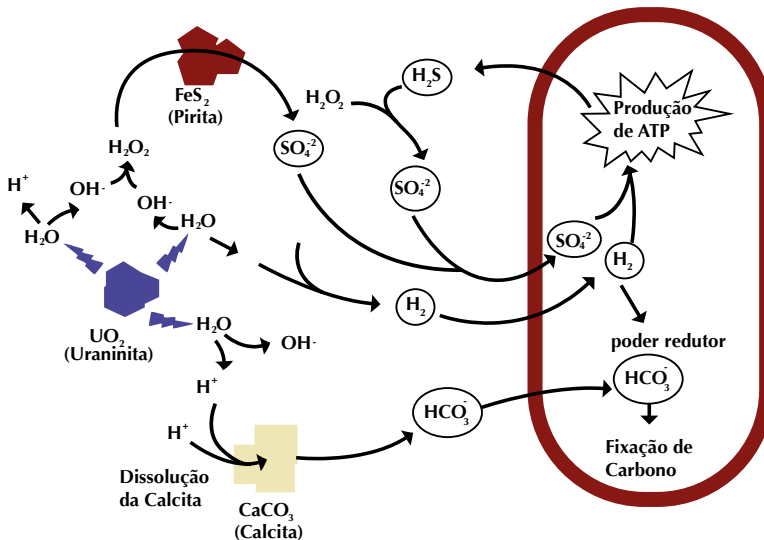 FeS₂
(Pirita)
H₂O₂
H₂S
Produção
de ATP
H₂O₂
SO₄⁻²
SO₄⁻²
H⁺
OH⁻
OH⁻
H₂O
H₂O
SO₄⁻²
H₂
H₂
UO₂
(Uraninita)
H₂O
OH⁻
poder redutor
H⁺
HCO₃⁻
HCO₃⁻
H⁺
Dissolução
da Calcita
CaCO₃
(Calcita)
Fixação de
Carbono